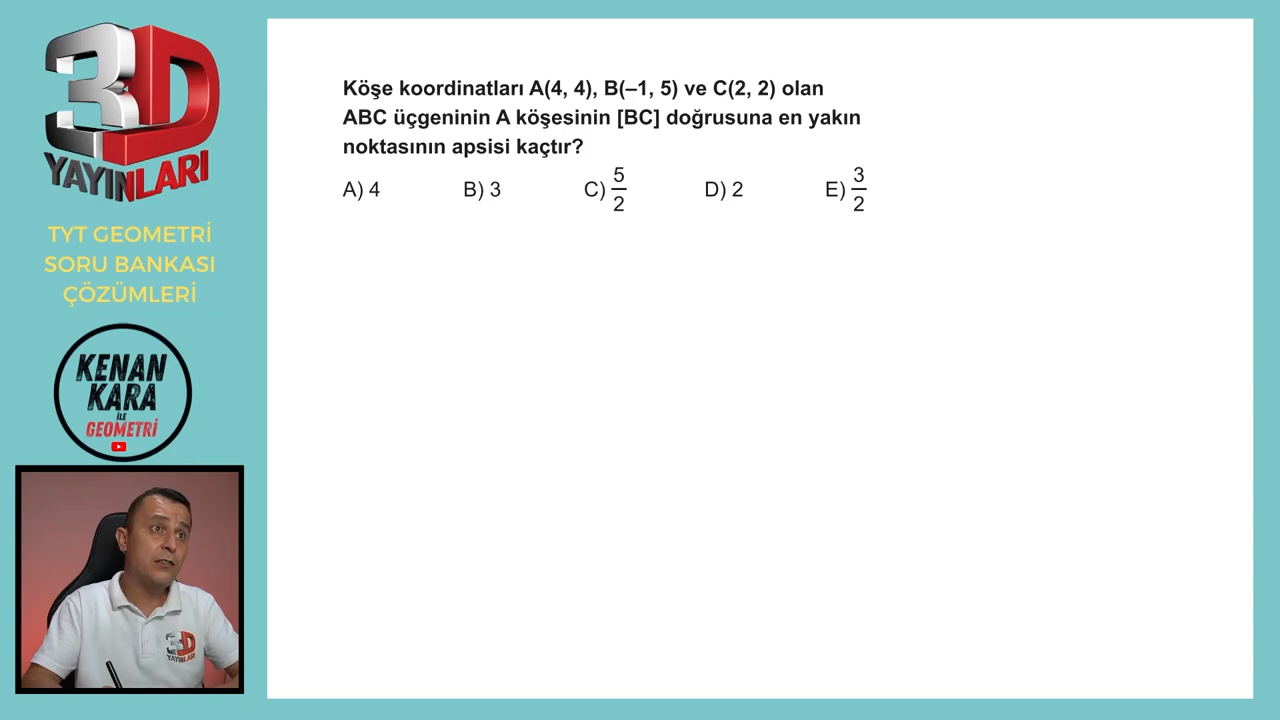 3D
YAYINLARI
TYT GEOMETRİ
SORU BANKASI
ÇÖZÜMLERİ
KENAN
KARA
İLE
GEOMETRİ
3D
YAYINLARI
Köşe koordinatları A(4, 4), B(–1, 5) ve C(2, 2) olan
ABC üçgeninin A köşesinin [BC] doğrusuna en yakın
noktasının apsisi kaçtır?
A) 4 B) 3 C) 5/2 D) 2 E) 3/2